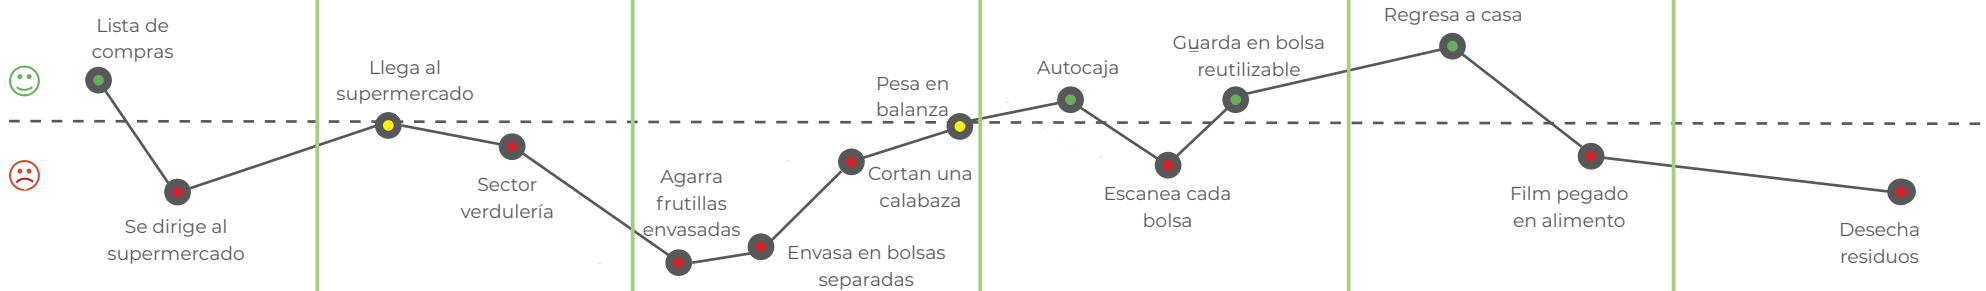 Lista de
compras
Se dirige al
supermercado
Llega al
supermercado
Sector
verdulería
Agarra
frutillas
envasadas
Envasa en bolsas
separadas
Cortan una
calabaza
Pesa en
balanza
Autocaja
Escanea cada
bolsa
Guarda en bolsa
reutilizable
Regresa a casa
Film pegado
en alimento
Desecha
residuos